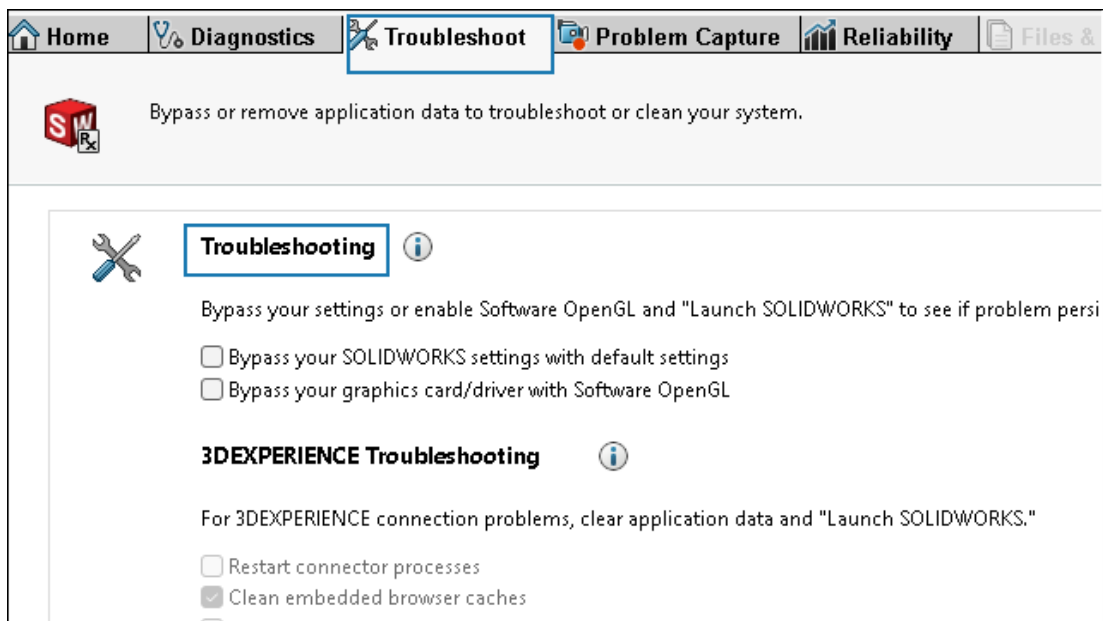 Home Diagnostics Troubleshoot Problem Capture Reliability Files &
SW
Rx
Bypass or remove application data to troubleshoot or clean your system.
Troubleshooting
Bypass your settings or enable Software OpenGL and "Launch SOLIDWORKS" to see if problem persi
Bypass your SOLIDWORKS settings with default settings
Bypass your graphics card/driver with Software OpenGL
3DEXPERIENCE Troubleshooting
For 3DEXPERIENCE connection problems, clear application data and "Launch SOLIDWORKS."
Restart connector processes
Clean embedded browser caches